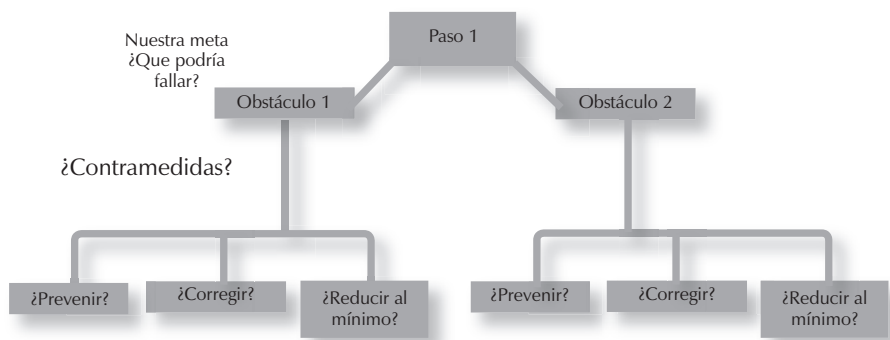 Nuestra meta
¿Que podría
fallar?
Paso 1
Obstáculo 1
Obstáculo 2
¿Contramedidas?
¿Prevenir?
¿Corregir?
¿Reducir al
mínimo?
¿Prevenir?
¿Corregir?
¿Reducir al
mínimo?